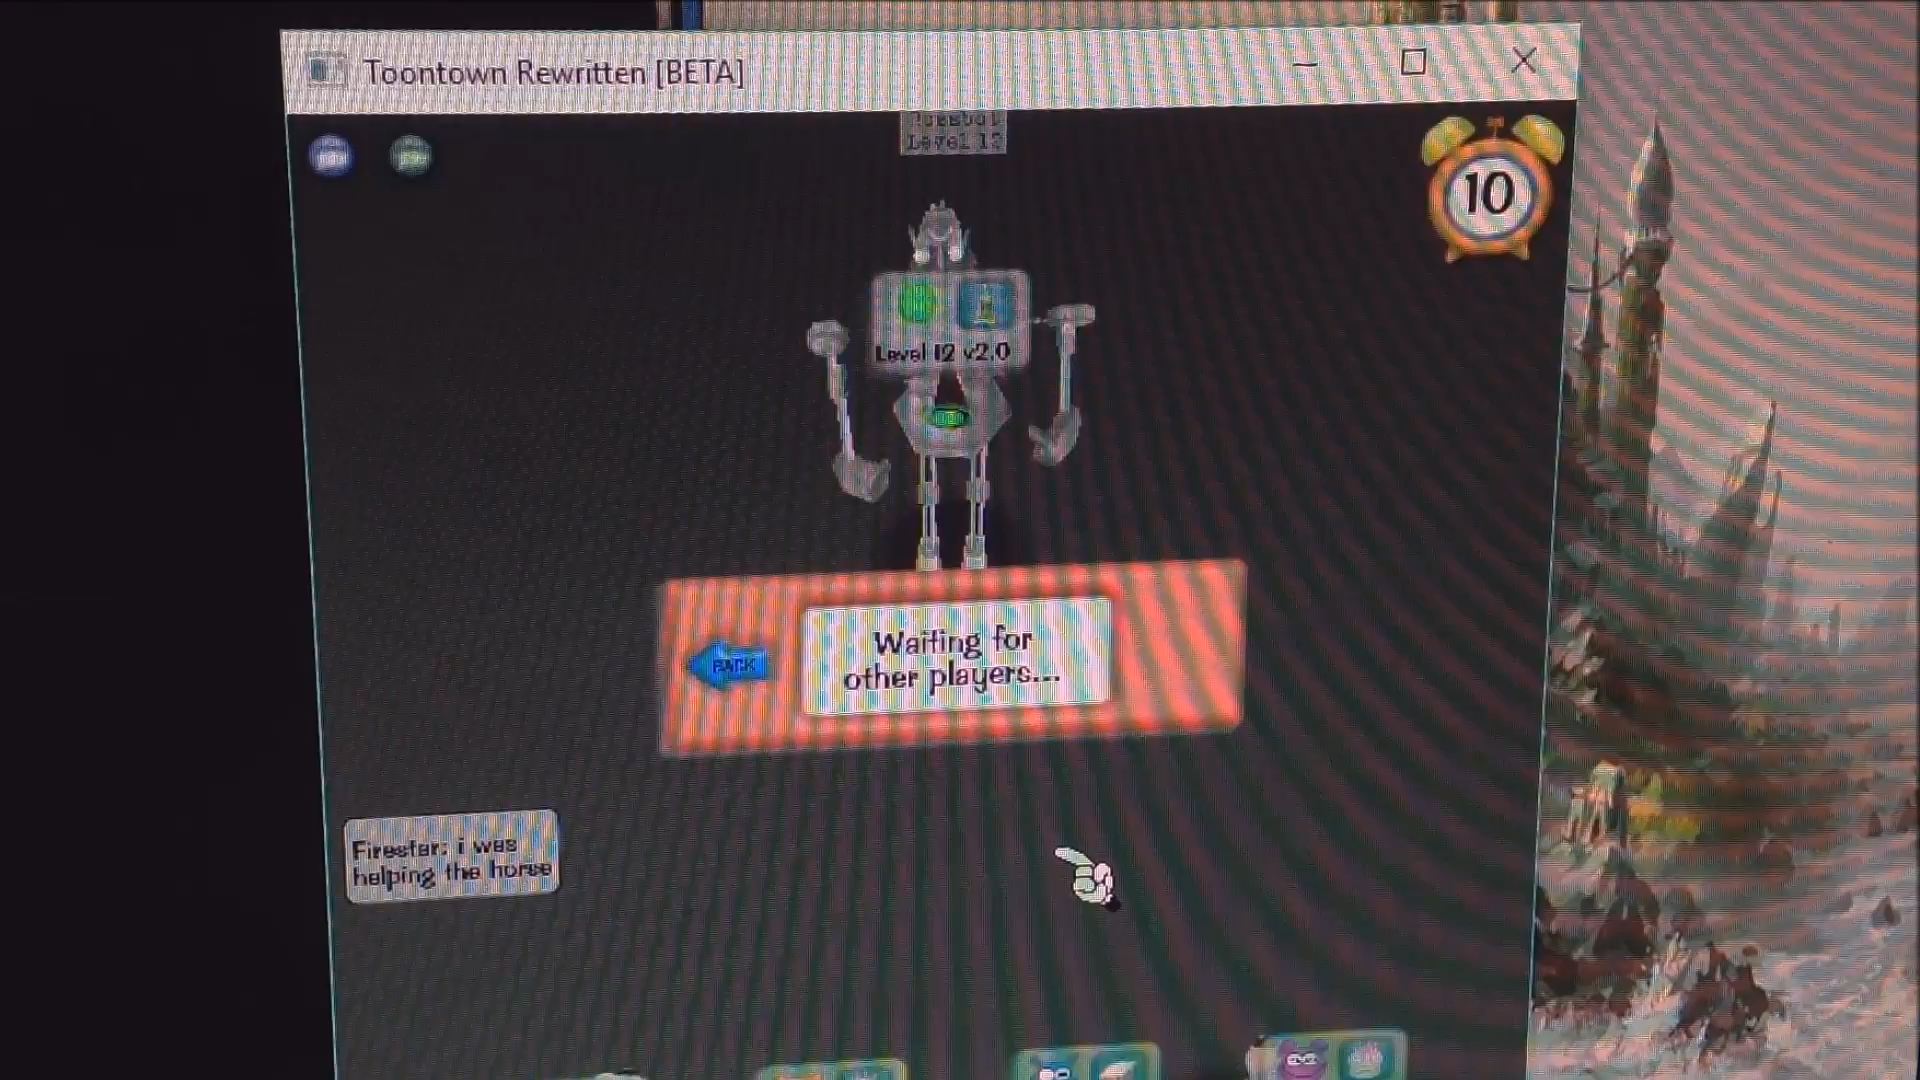 Toontown Rewritten [BETA]
Level 12
10
Level 12 v2.0
BACK
Waiting for
other players...
Firestar: i was
helping the horse